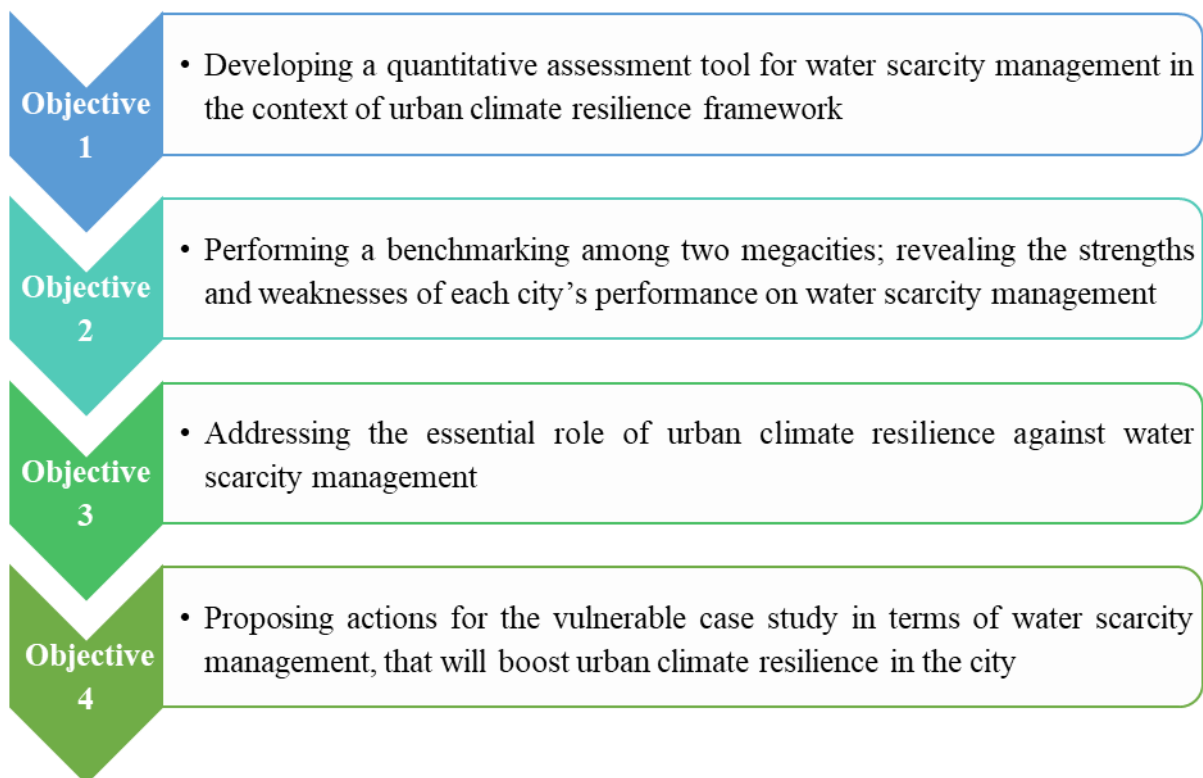 Objective
1
• Developing a quantitative assessment tool for water scarcity management in
the context of urban climate resilience framework
Objective
2
• Performing a benchmarking among two megacities; revealing the strengths
and weaknesses of each city’s performance on water scarcity management
Objective
3
• Addressing the essential role of urban climate resilience against water
scarcity management
Objective
4
• Proposing actions for the vulnerable case study in terms of water scarcity
management, that will boost urban climate resilience in the city